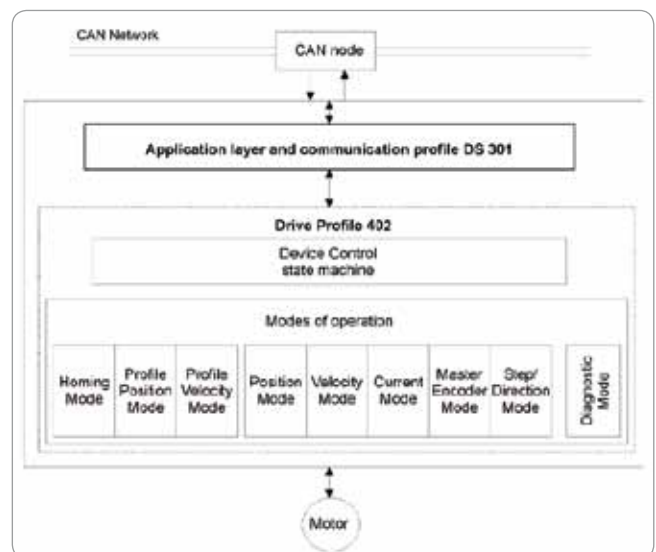 CAN Network
CAN node
Application layer and communication profile DS 301
Drive Profile 402
Device Control
state machine
Modes of operation
Homing
Mode
Profile
Position
Mode
Profile
Velocity
Mode
Position
Mode
Velocity
Mode
Current
Mode
Master
Encoder
Mode
Step/
Direction
Mode
Diagnostic
Mode
Motor